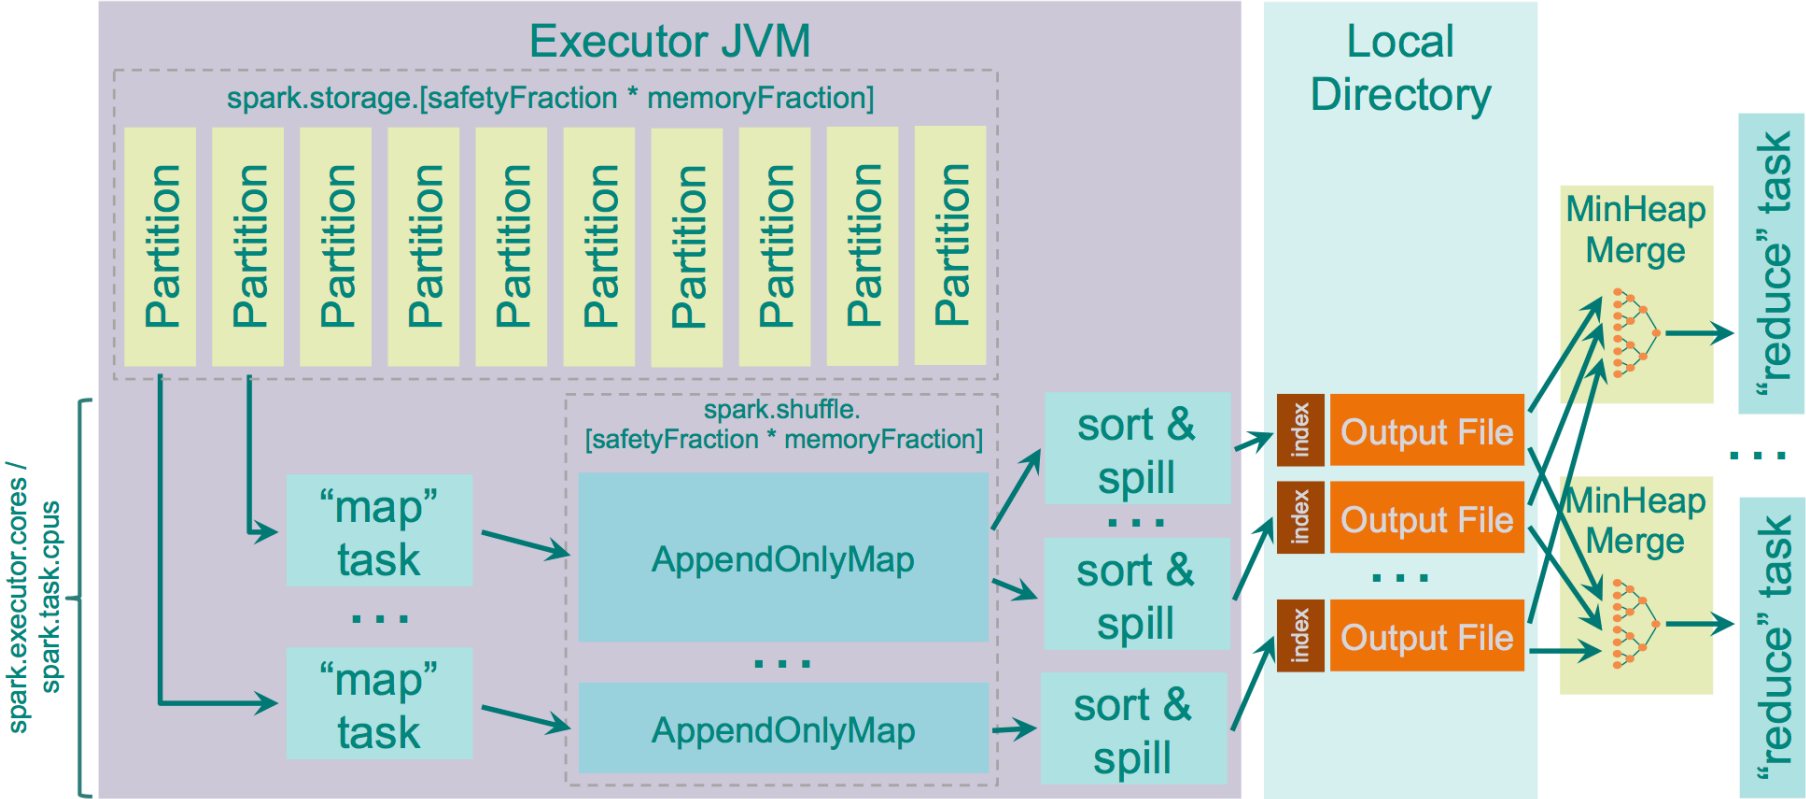 Executor JVM
Local
Directory
spark.storage.[safetyFraction * memoryFraction]
Partition
Partition
Partition
Partition
Partition
Partition
Partition
Partition
Partition
Partition
spark.executor.cores /
spark.task.cpus
"map"
task
...
"map"
task
spark.shuffle.
[safetyFraction * memoryFraction]
AppendOnlyMap
...
AppendOnlyMap
sort &
spill
...
sort &
spill
sort &
spill
index
Output File
index
Output File
...
index
Output File
MinHeap
Merge
“reduce” task
...
MinHeap
Merge
“reduce” task